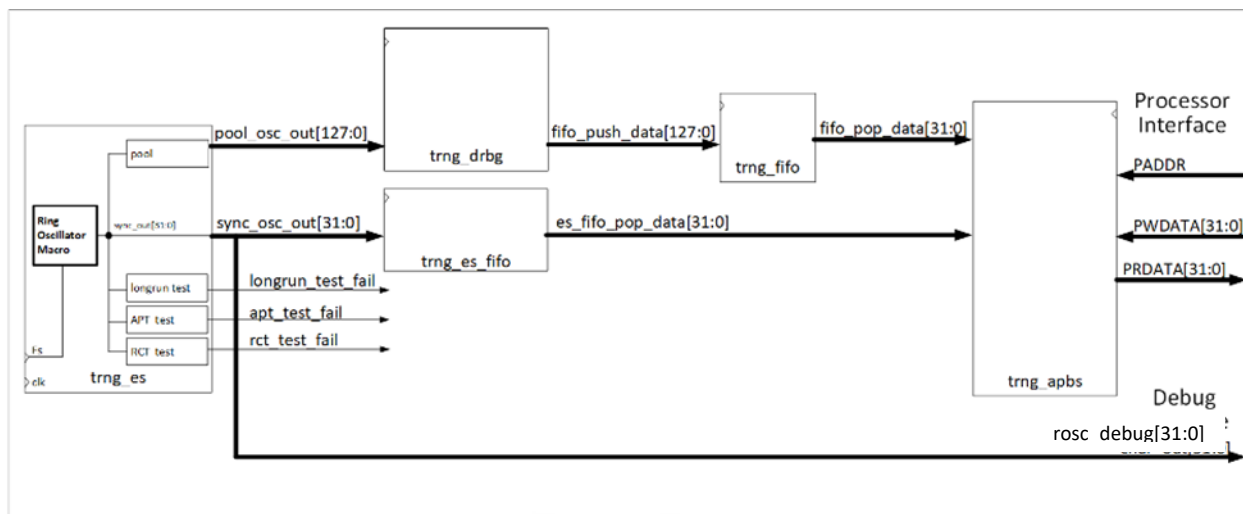 pool_osc_out[127:0]
fifo_push_data[127:0]
fifo_pop_data[31:0]
Processor
Interface
pool
trng_drbg
trng_fifo
PADDR
Ring
Oscillator
Macro
sync_out[31:0]
sync_osc_out[31:0]
es_fifo_pop_data[31:0]
PWDATA[31:0]
trng_es_fifo
PRDATA[31:0]
longrun test
longrun_test_fail
APT test
apt_test_fail
RCT test
rct_test_fail
Fs
clk
trng_es
trng_apbs
Debug
rosc_debug[31:0]